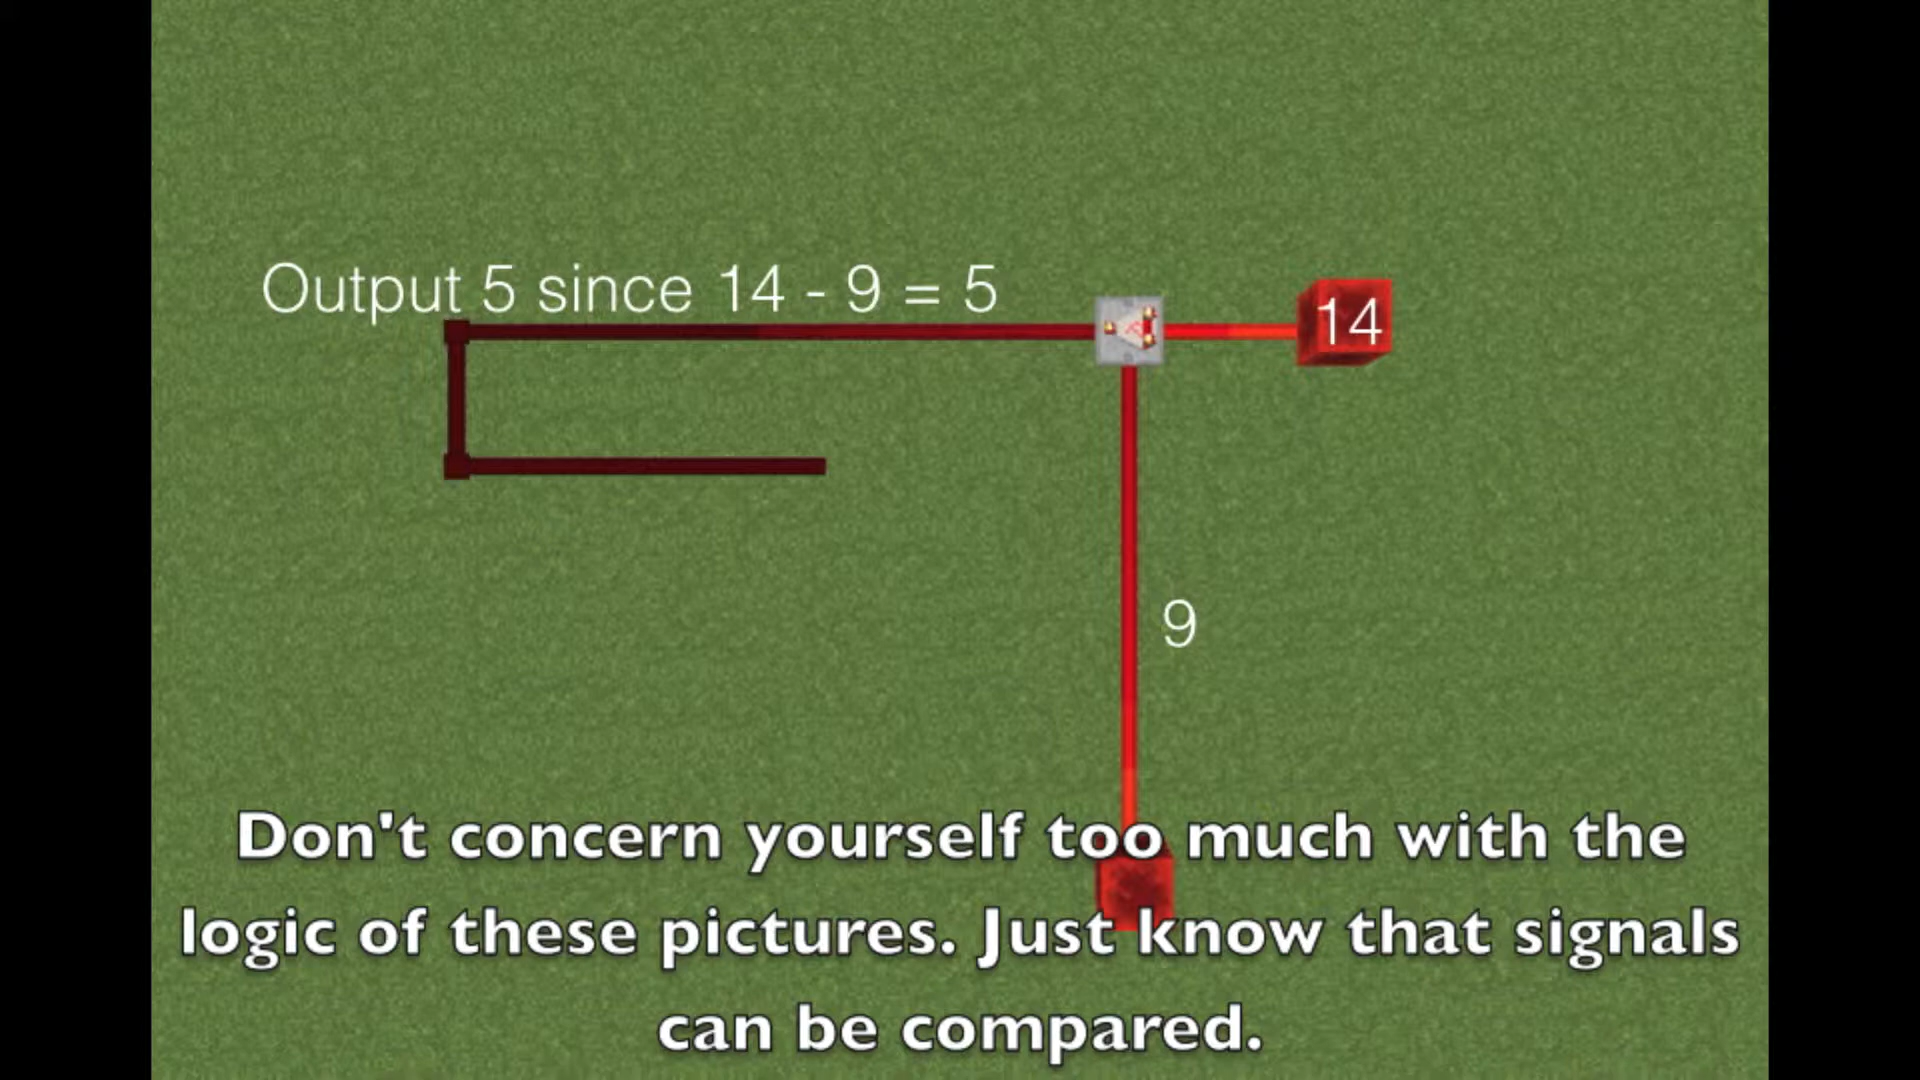 Output 5 since 14 - 9 = 5
14
9
Don't concern yourself too much with the
logic of these pictures. Just know that signals
can be compared.